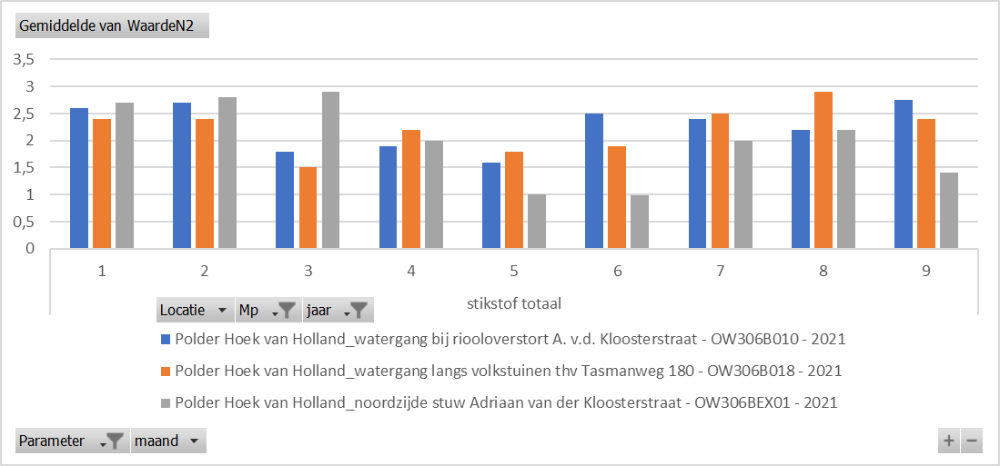 Gemiddelde van WaardeN2
3,5
3
2,5
2
1,5
1
0,5
0
1 2 3 4 5 6 7 8 9
stikstof totaal
Locatie Mp jaar
Polder Hoek van Holland_watergang bij riooloverstort A. v.d. Kloosterstraat - OW306B010 - 2021
Polder Hoek van Holland_watergang langs volkstuinen thv Tasmanweg 180 - OW306B018 - 2021
Polder Hoek van Holland_noordzijde stuw Adriaan van der Kloosterstraat - OW306BEX01 - 2021
Parameter maand + −